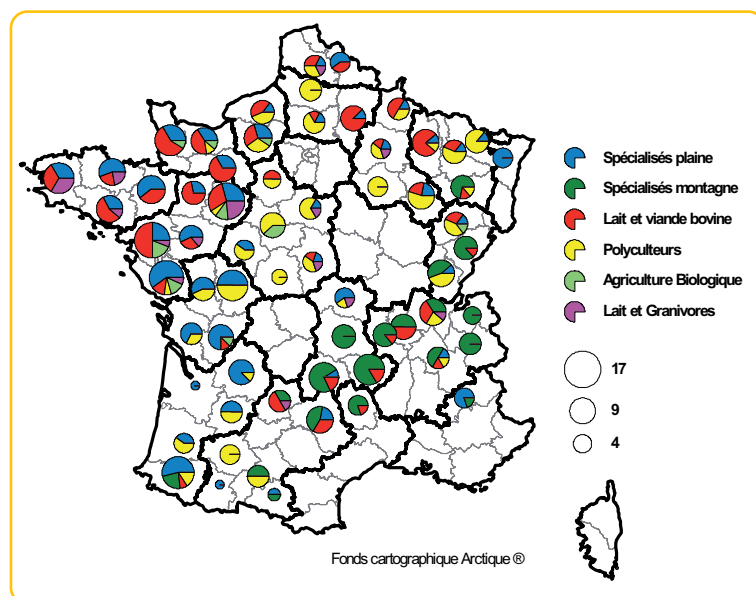 Spécialisés plaine
Spécialisés montagne
Lait et viande bovine
Polyculteurs
Agriculture Biologique
Lait et Granivores
17
9
4
Fonds cartographique Arctique ®